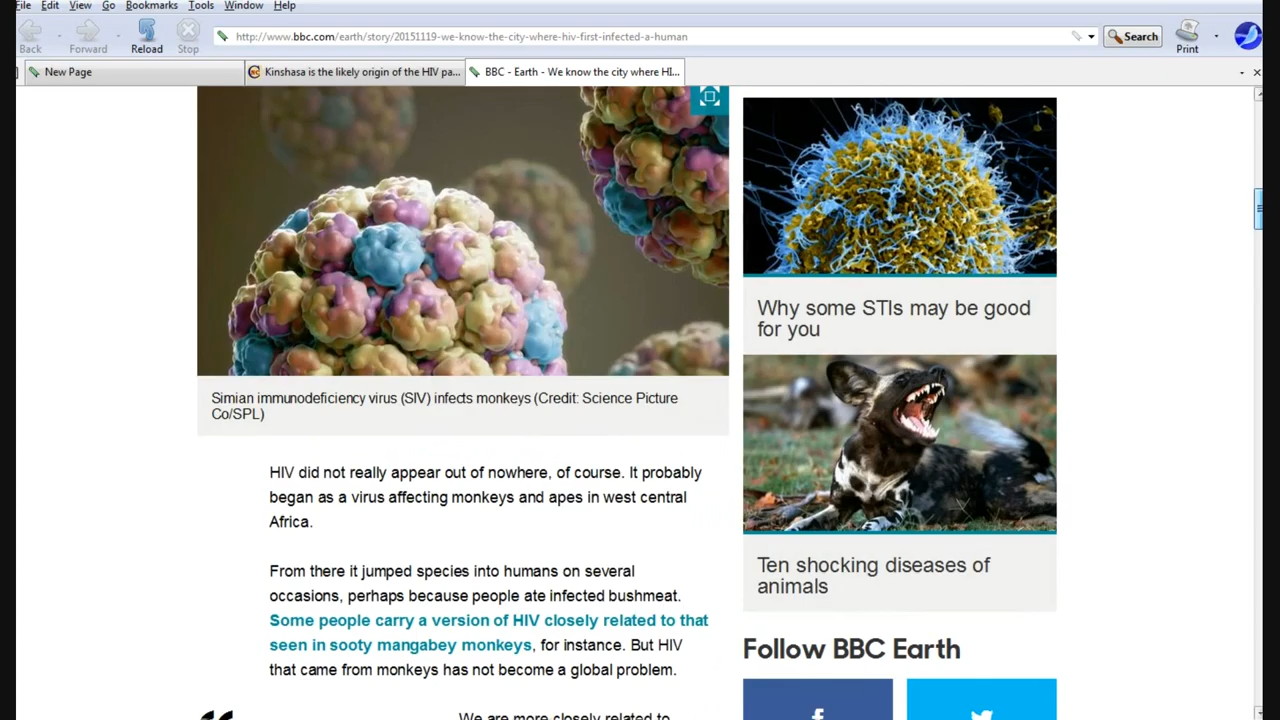 File Edit View Go Bookmarks Tools Window Help
Back Forward Reload Stop
http://www.bbc.com/earth/story/20151119-we-know-the-city-where-hiv-first-infected-a-human
Search
Print
New Page
Kinshasa is the likely origin of the HIV pa...
BBC - Earth - We know the city where HI...
Simian immunodeficiency virus (SIV) infects monkeys (Credit: Science Picture
Co/SPL)
HIV did not really appear out of nowhere, of course. It probably
began as a virus affecting monkeys and apes in west central
Africa.
From there it jumped species into humans on several
occasions, perhaps because people ate infected bushmeat.
Some people carry a version of HIV closely related to that
seen in sooty mangabey monkeys, for instance. But HIV
that came from monkeys has not become a global problem.
We are more closely related to
Why some STIs may be good
for you
Ten shocking diseases of
animals
Follow BBC Earth